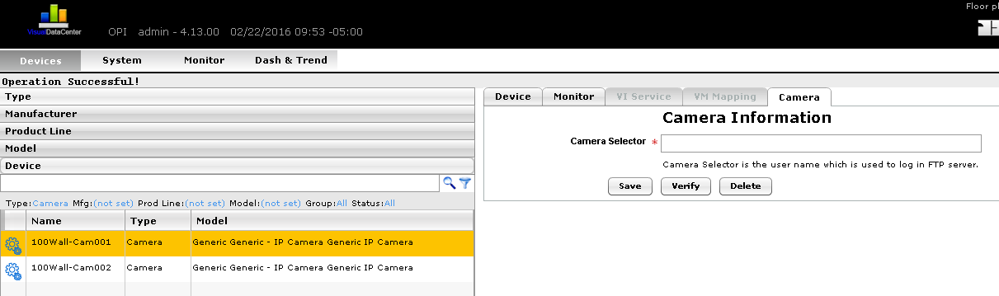 Floor pl
VisualDataCenter
OPI admin - 4.13.00 02/22/2016 09:53 -05:00
Devices System Monitor Dash & Trend
Operation Successful!
Type
Manufacturer
Product Line
Model
Device
Type:Camera Mfg:(not set) Prod Line:(not set) Model:(not set) Group:All Status:All
Name Type Model
100Wall-Cam001 Camera Generic Generic - IP Camera Generic IP Camera
100Wall-Cam002 Camera Generic Generic - IP Camera Generic IP Camera
Device Monitor VI Service VM Mapping Camera
Camera Information
Camera Selector *
Camera Selector is the user name which is used to log in FTP server.
Save Verify Delete